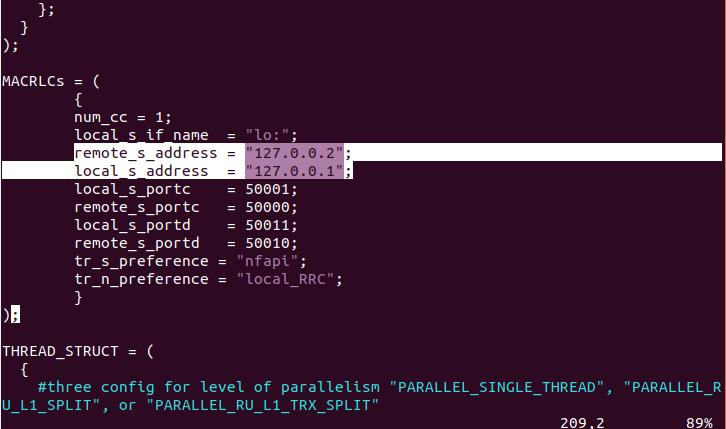 };
  }
);

MACRLCs = (
        {
        num_cc = 1;
        local_s_if_name  = "lo:";
        remote_s_address = "127.0.0.2";
        local_s_address  = "127.0.0.1";
        local_s_portc    = 50001;
        remote_s_portc   = 50000;
        local_s_portd    = 50011;
        remote_s_portd   = 50010;
        tr_s_preference = "nfapi";
        tr_n_preference = "local_RRC";
        }
);

THREAD_STRUCT = (
  {
    #three config for level of parallelism "PARALLEL_SINGLE_THREAD", "PARALLEL_R
U_L1_SPLIT", or "PARALLEL_RU_L1_TRX_SPLIT"
209,2 89%